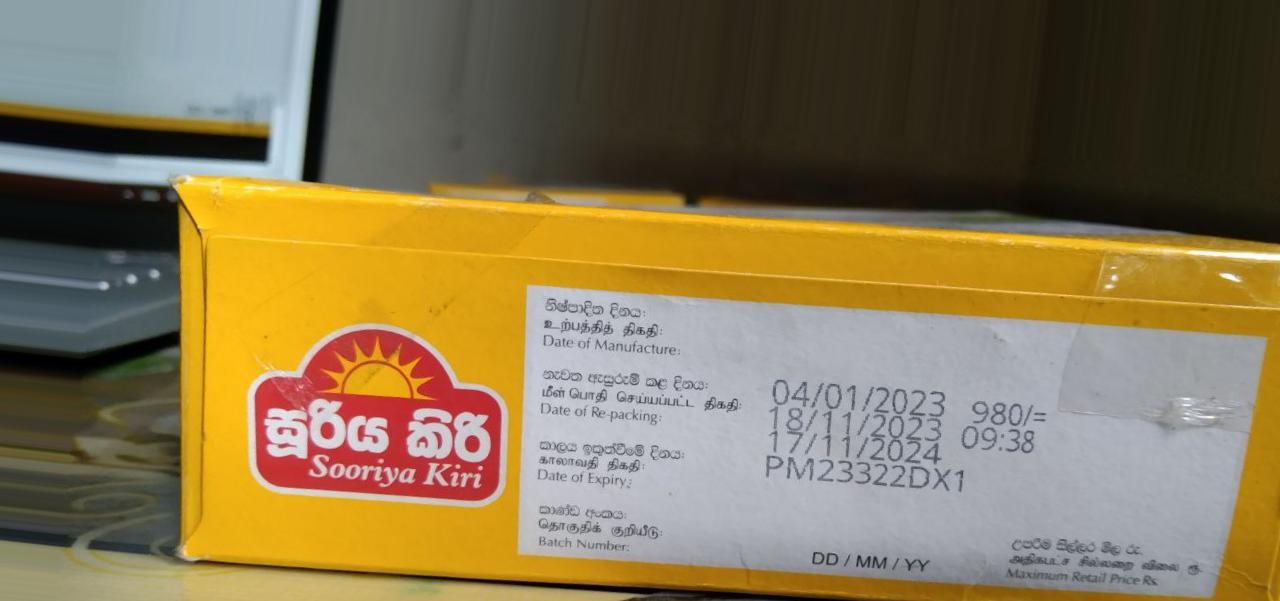 සූරිය කිරි
Sooriya Kiri
නිෂ්පාදිත දිනය:
உற்பத்தித் திகதி:
Date of Manufacture:
නැවත ඇසුරුම් කළ දිනය:
மீள் பொதி செய்யப்பட்ட திகதி:
Date of Re-packing:
කාලය ඉකුත්වීමේ දිනය:
காலாவதி திகதி:
Date of Expiry:
කාණ්ඩ අංකය:
தொகுதிக் குறியீடு:
Batch Number:
04/01/2023 980/=
18/11/2023 09:38
17/11/2024
PM23322DX1
DD / MM / YY
උපරිම සිල්ලර මිල රු.
அதிகபட்ச சில்லறை விலை ரூ.
Maximum Retail Price Rs.